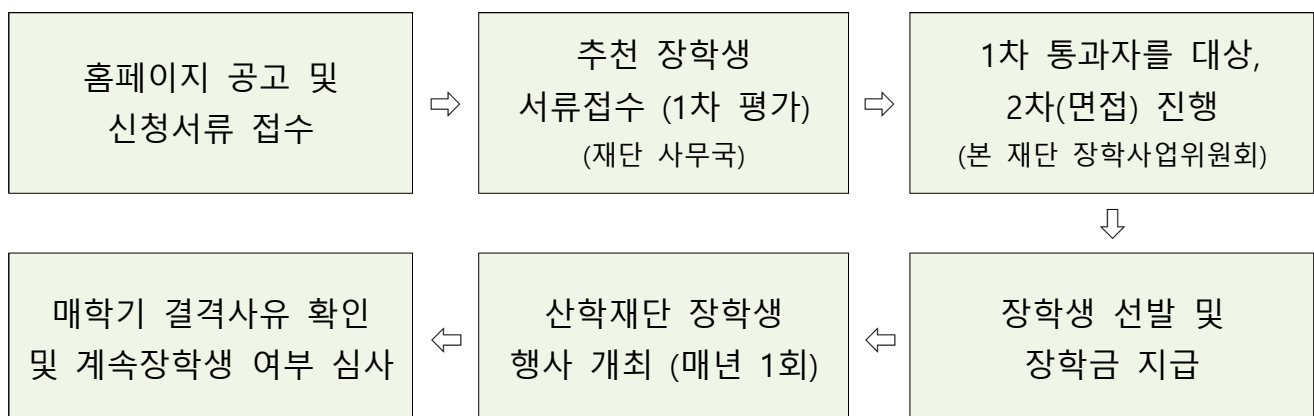 홈페이지 공고 및
신청서류 접수
⇨
추천 장학생
서류접수 (1차 평가)
(재단 사무국)
⇨
1차 통과자를 대상,
2차(면접) 진행
(본 재단 장학사업위원회)
⇩
장학생 선발 및
장학금 지급
⇦
산학재단 장학생
행사 개최 (매년 1회)
⇦
매학기 결격사유 확인
및 계속장학생 여부 심사